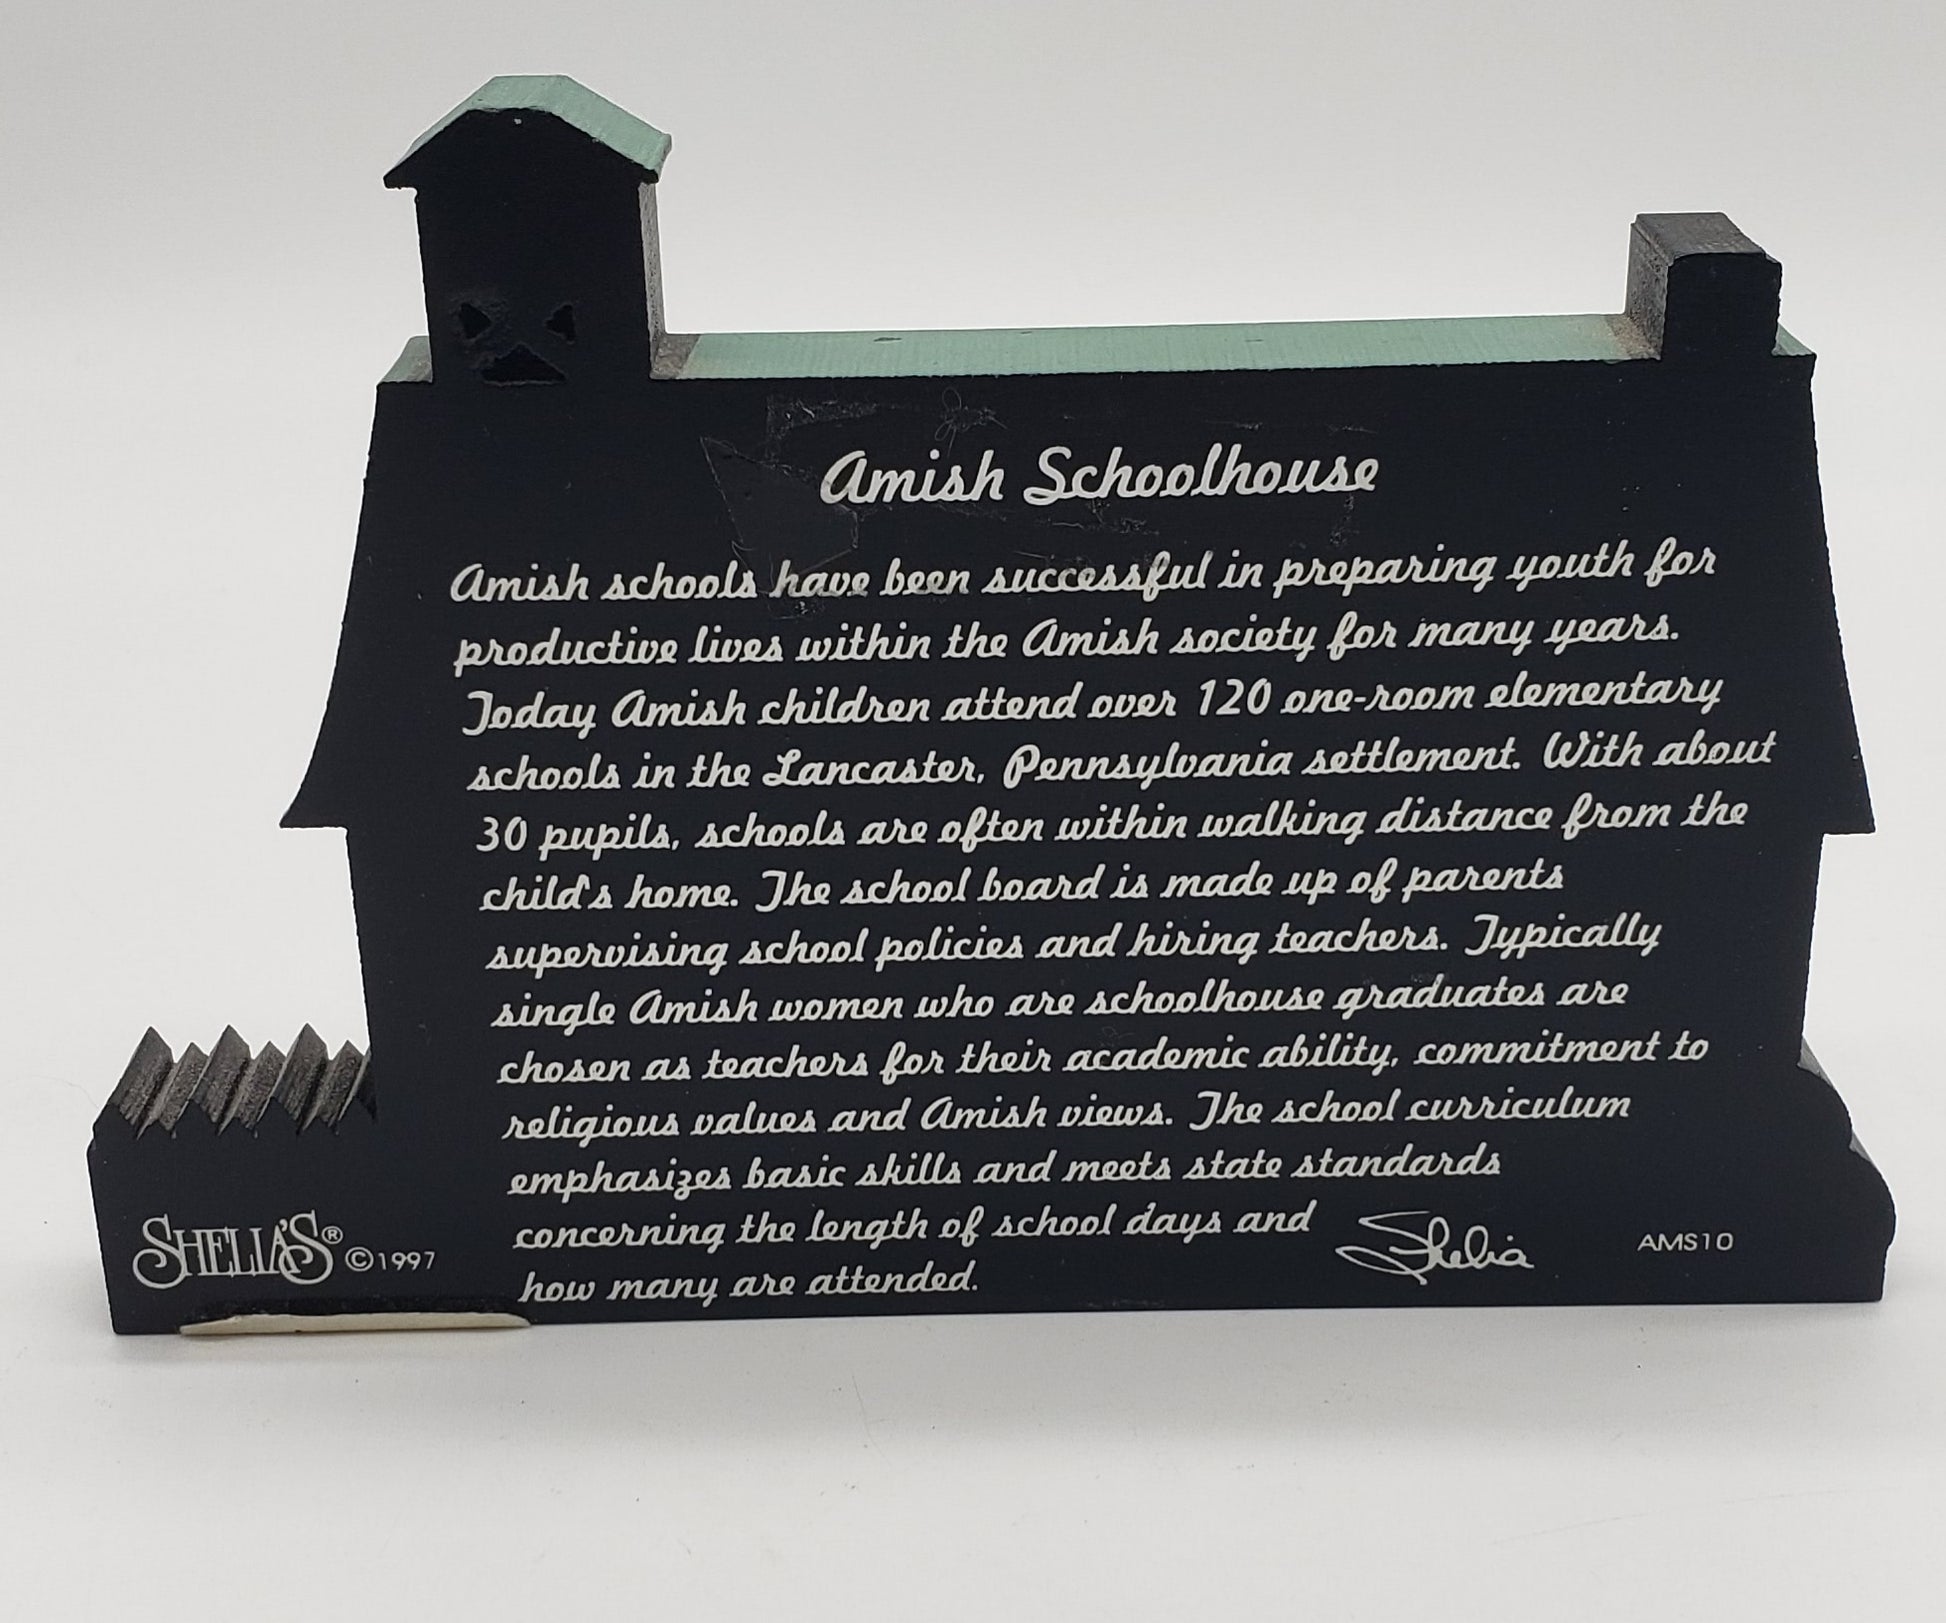 Amish Schoolhouse
Amish schools have been successful in preparing youth for
productive lives within the Amish society for many years.
Today Amish children attend over 120 one-room elementary
schools in the Lancaster, Pennsylvania settlement. With about
30 pupils, schools are often within walking distance from the
child's home. The school board is made up of parents
supervising school policies and hiring teachers. Typically
single Amish women who are schoolhouse graduates are
chosen as teachers for their academic ability, commitment to
religious values and Amish views. The school curriculum
emphasizes basic skills and meets state standards
concerning the length of school days and
how many are attended.
SHELIA'S® ©1997
Shelia
AMS10